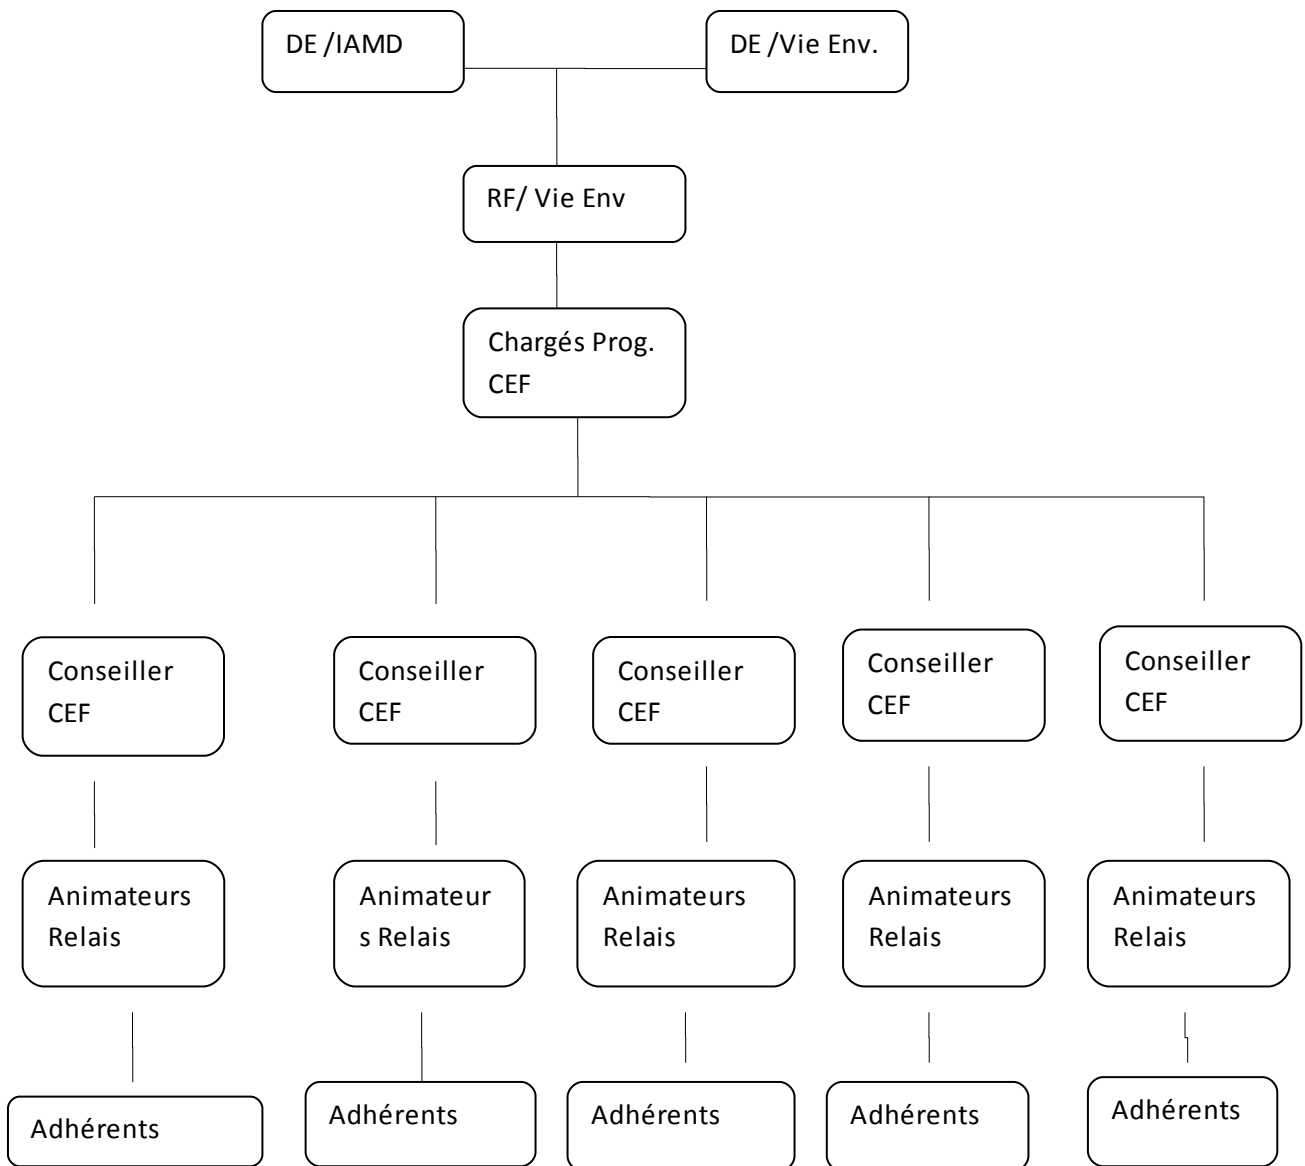 DE /IAMD
DE /Vie Env.
RF/ Vie Env
Chargés Prog.
CEF
Conseiller
CEF
Conseiller
CEF
Conseiller
CEF
Conseiller
CEF
Conseiller
CEF
Animateurs
Relais
Animateur
s Relais
Animateurs
Relais
Animateurs
Relais
Animateurs
Relais
Adhérents
Adhérents
Adhérents
Adhérents
Adhérents